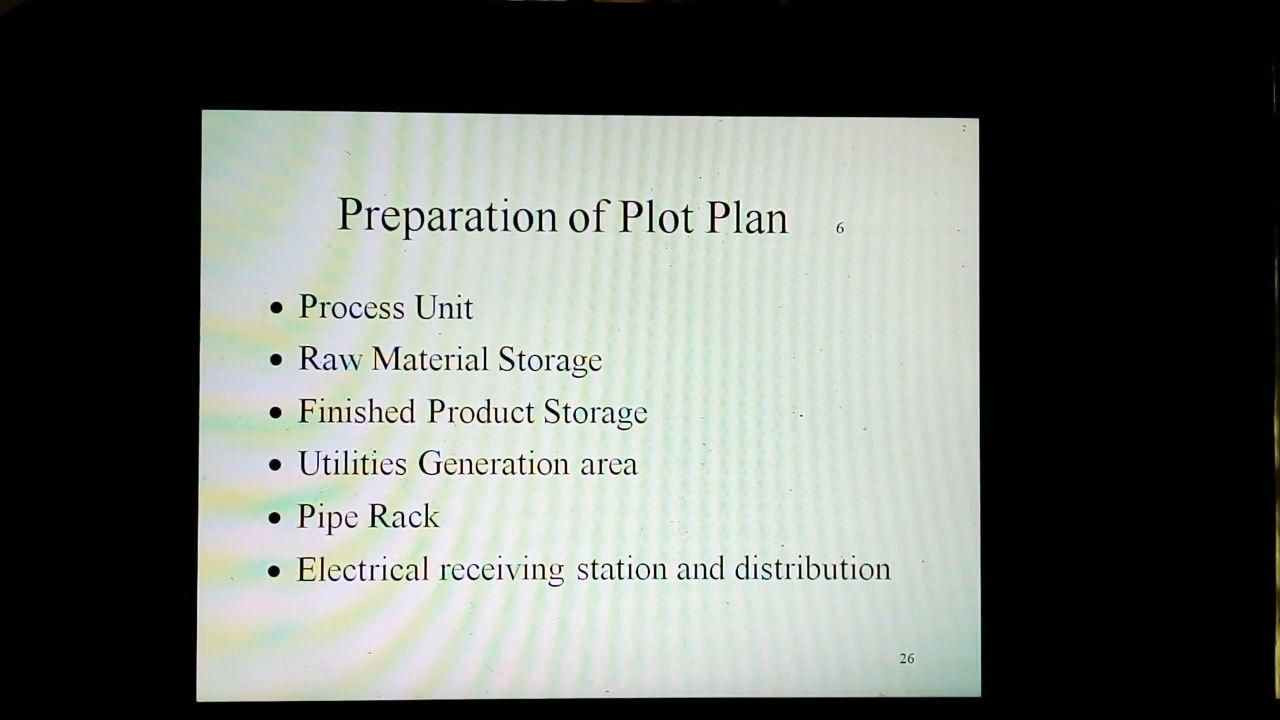 Preparation of Plot Plan 6
• Process Unit
• Raw Material Storage
• Finished Product Storage
• Utilities Generation area
• Pipe Rack
• Electrical receiving station and distribution
26